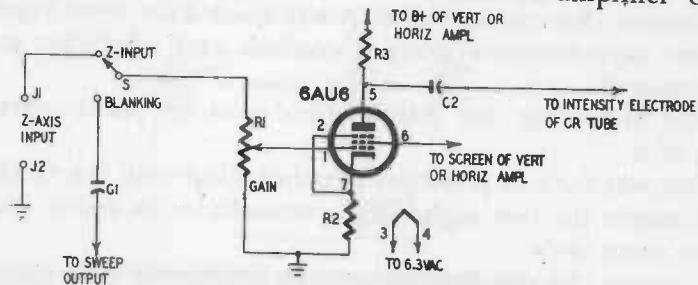 amplifier
TO B+ OF VERT OR
HORIZ AMPL
R3
Z-INPUT
S
6AU6
5
C2
J1
BLANKING
TO INTENSITY ELECTRODE
OF CR TUBE
Z-AXIS
INPUT
R1
2
6
1
TO SCREEN OF VERT
OR HORIZ AMPL
J2
GAIN
7
C1
R2
3
4
TO SWEEP
OUTPUT
TO 6.3VAC